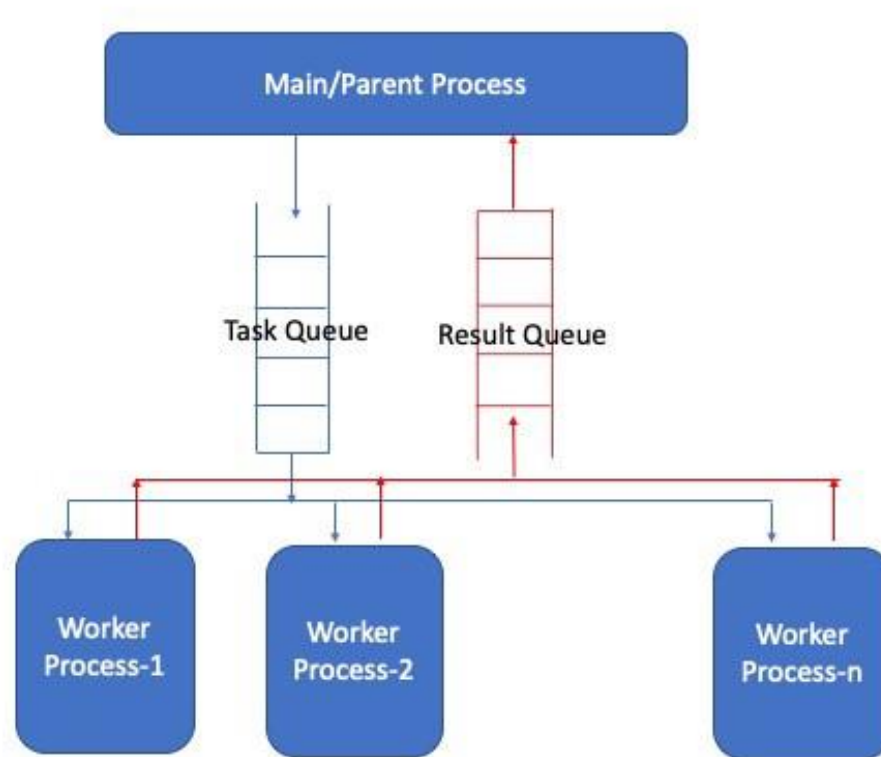 Main/Parent Process
Task Queue
Result Queue
Worker
Process-1
Worker
Process-2
Worker
Process-n